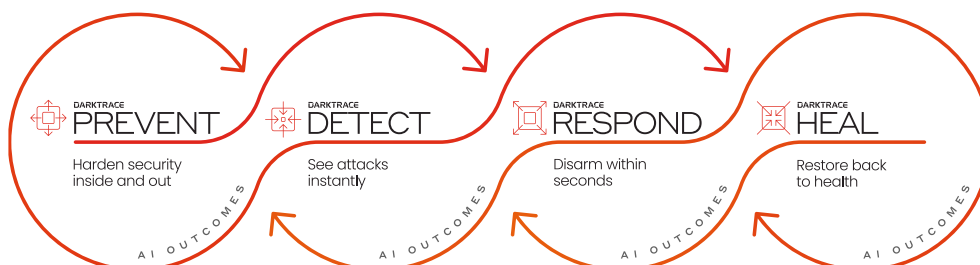 DARKTRACE
PREVENT
Harden security
inside and out
AI OUTCOMES
DARKTRACE
DETECT
See attacks
instantly
AI OUTCOMES
DARKTRACE
RESPOND
Disarm within
seconds
AI OUTCOMES
DARKTRACE
HEAL
Restore back
to health
AI OUTCOMES